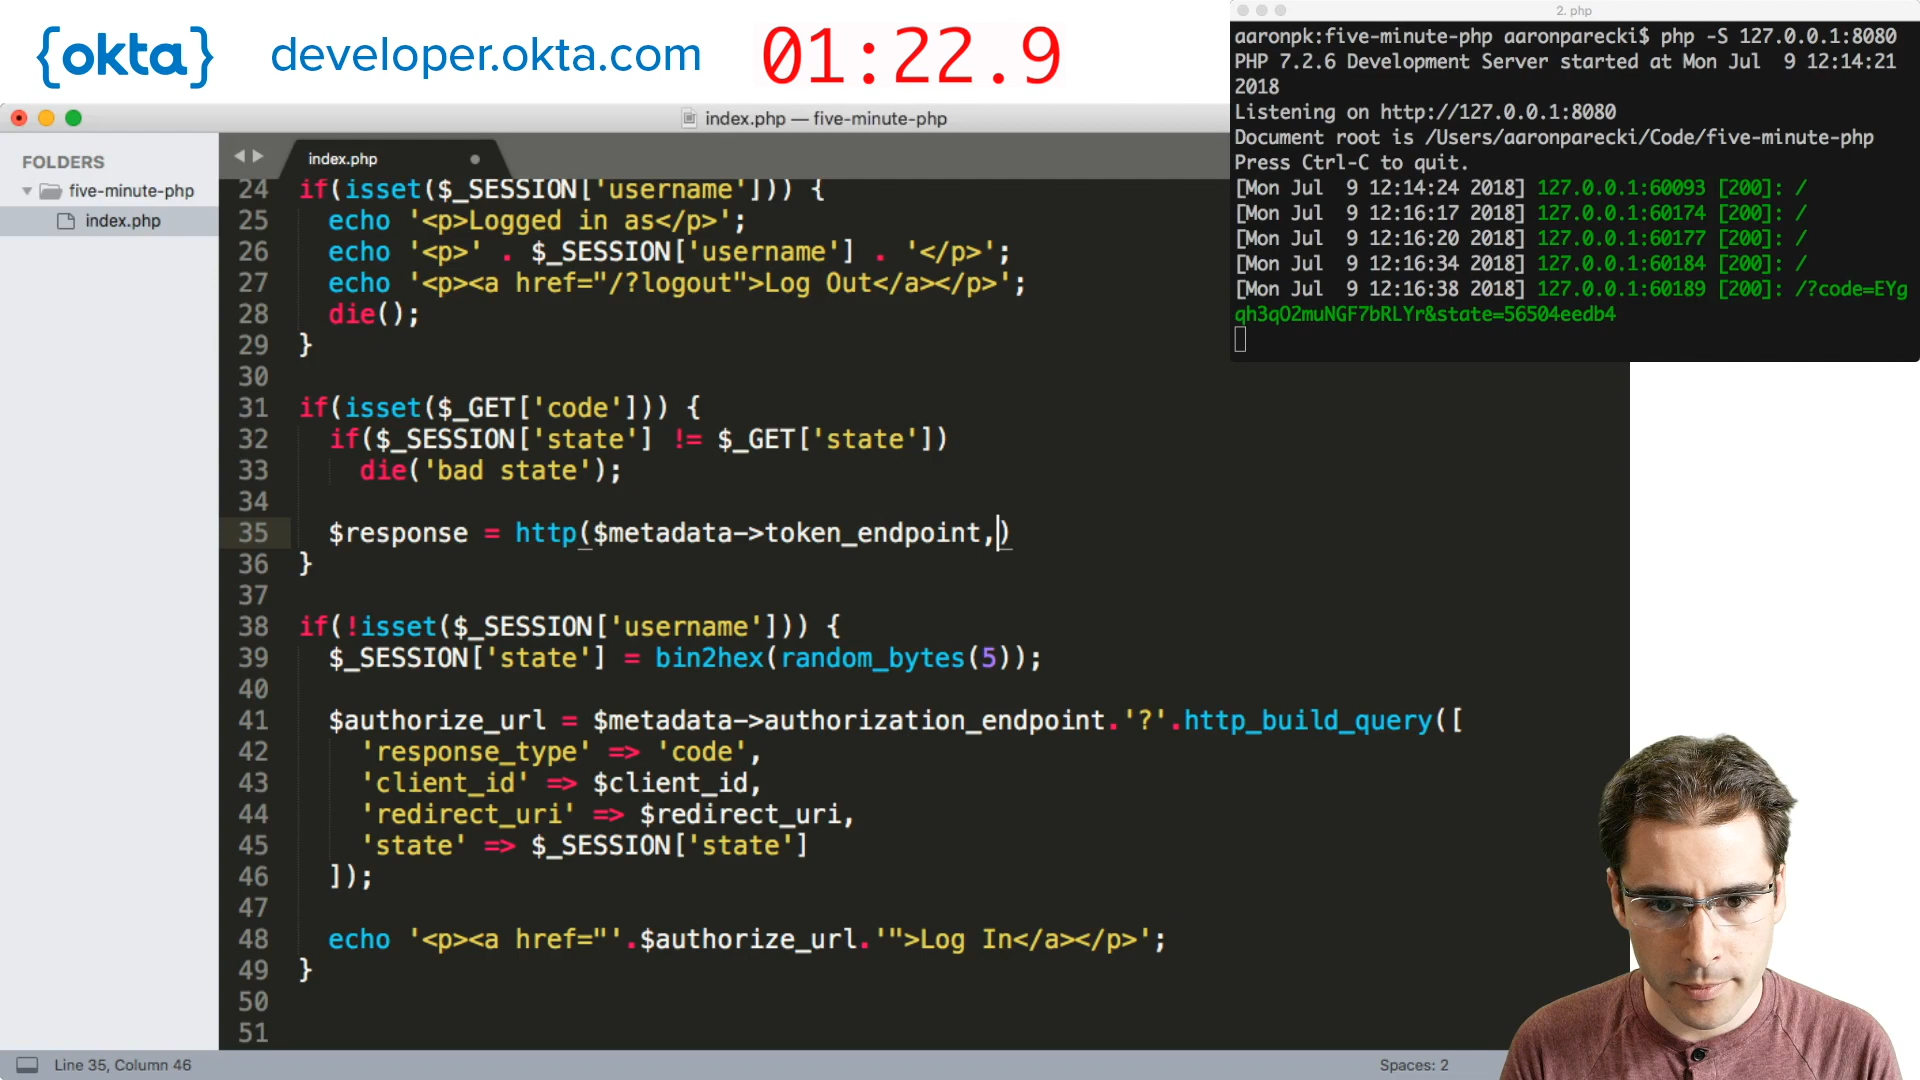 {okta}
developer.okta.com
01:22.9
2. php
aaronpk:five-minute-php aaronparecki$ php -S 127.0.0.1:8080
PHP 7.2.6 Development Server started at Mon Jul  9 12:14:21
2018
Listening on http://127.0.0.1:8080
Document root is /Users/aaronparecki/Code/five-minute-php
Press Ctrl-C to quit.
[Mon Jul  9 12:14:24 2018] 127.0.0.1:60093 [200]: /
[Mon Jul  9 12:16:17 2018] 127.0.0.1:60174 [200]: /
[Mon Jul  9 12:16:20 2018] 127.0.0.1:60177 [200]: /
[Mon Jul  9 12:16:34 2018] 127.0.0.1:60184 [200]: /
[Mon Jul  9 12:16:38 2018] 127.0.0.1:60189 [200]: /?code=EYg
qh3qO2muNGF7bRLYr&state=56504eedb4
index.php — five-minute-php
FOLDERS
five-minute-php
index.php
index.php
24 if(isset($_SESSION['username'])) {
25   echo '<p>Logged in as</p>';
26   echo '<p>' . $_SESSION['username'] . '</p>';
27   echo '<p><a href="/?logout">Log Out</a></p>';
28   die();
29 }
30
31 if(isset($_GET['code'])) {
32   if($_SESSION['state'] != $_GET['state'])
33     die('bad state');
34
35   $response = http($metadata->token_endpoint,)
36 }
37
38 if(!isset($_SESSION['username'])) {
39   $_SESSION['state'] = bin2hex(random_bytes(5));
40
41   $authorize_url = $metadata->authorization_endpoint.'?'.http_build_query([
42     'response_type' => 'code',
43     'client_id' => $client_id,
44     'redirect_uri' => $redirect_uri,
45     'state' => $_SESSION['state']
46   ]);
47
48   echo '<p><a href="'.$authorize_url.'">Log In</a></p>';
49 }
50
51
Line 35, Column 46
Spaces: 2